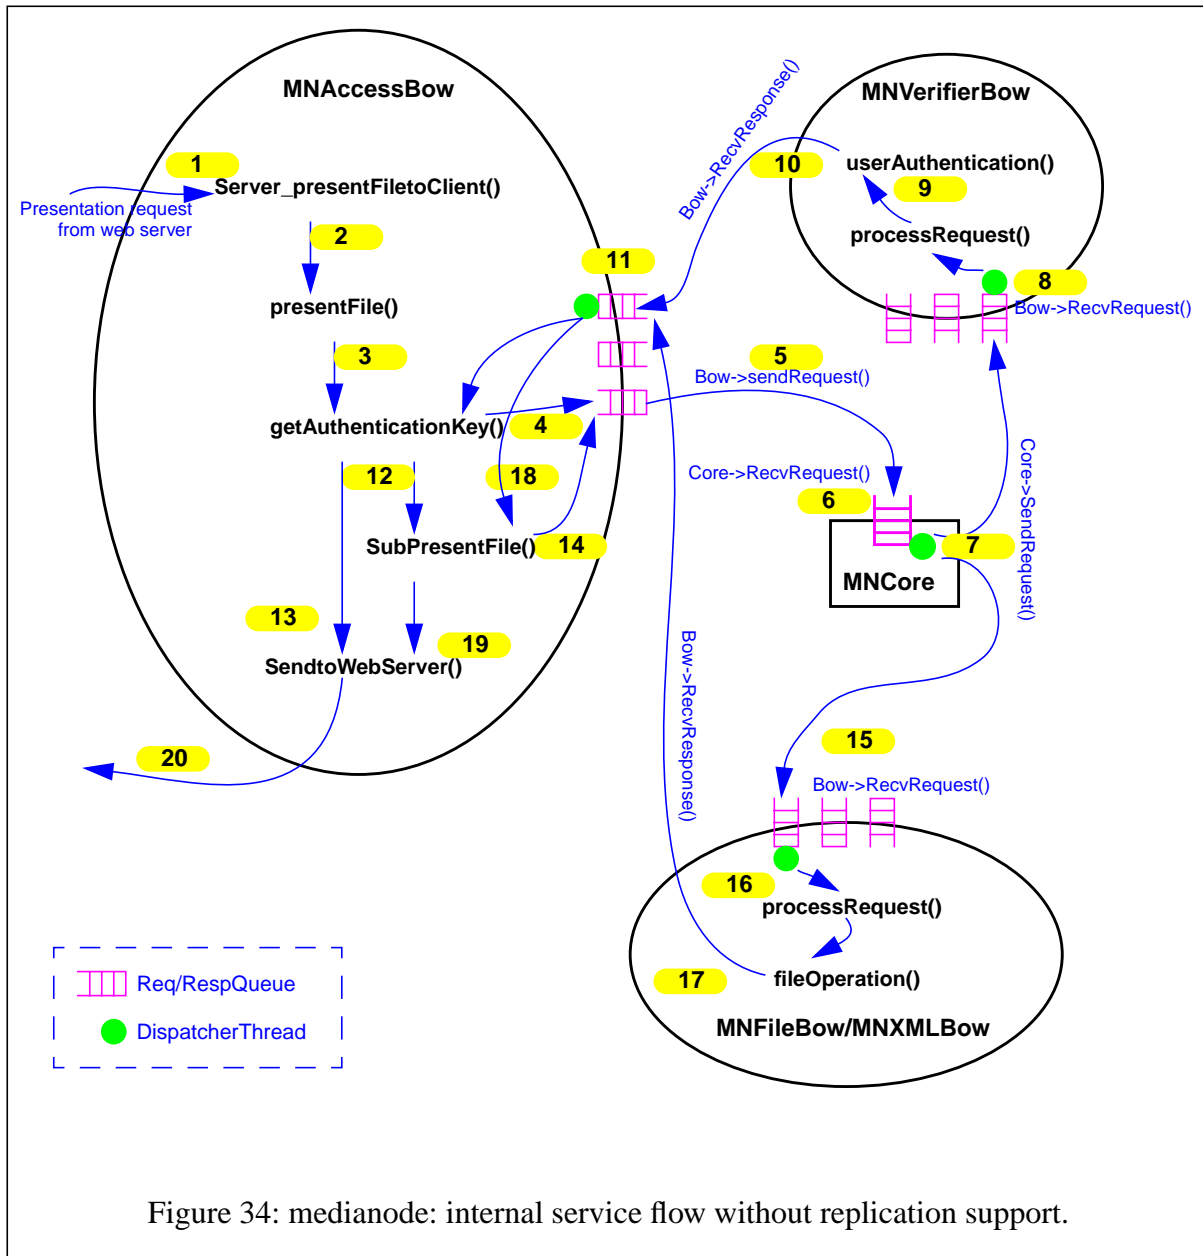 MNAccessBow
1
Server_presentFiletoClient()
Presentation request
from web server
2
presentFile()
3
getAuthenticationKey()
4
12
18
SubPresentFile()
14
13
19
SendtoWebServer()
20
11
Bow->RecvResponse()
10
MNVerifierBow
userAuthentication()
9
processRequest()
8
Bow->RecvRequest()
5
Bow->sendRequest()
Core->RecvRequest()
6
7
MNCore
Core->SendRequest()
Bow->RecvResponse()
15
Bow->RecvRequest()
16
processRequest()
17
fileOperation()
MNFileBow/MNXMLBow
Req/RespQueue
DispatcherThread
Figure 34: medianode: internal service flow without replication support.